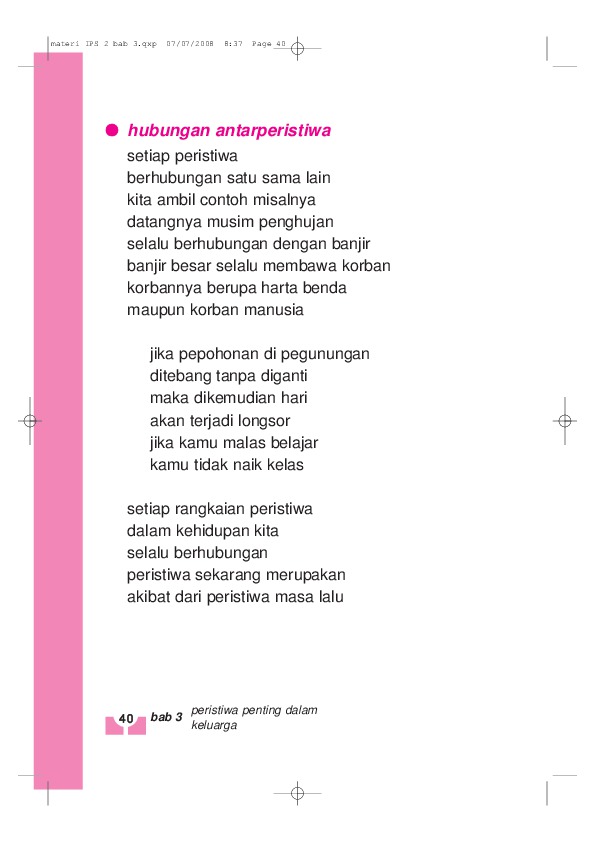 materi IPS 2 bab 3.qxp 07/07/2008 8:37 Page 40
hubungan antarperistiwa
setiap peristiwa
berhubungan satu sama lain
kita ambil contoh misalnya
datangnya musim penghujan
selalu berhubungan dengan banjir
banjir besar selalu membawa korban
korbannya berupa harta benda
maupun korban manusia
jika pepohonan di pegunungan
ditebang tanpa diganti
maka dikemudian hari
akan terjadi longsor
jika kamu malas belajar
kamu tidak naik kelas
setiap rangkaian peristiwa
dalam kehidupan kita
selalu berhubungan
peristiwa sekarang merupakan
akibat dari peristiwa masa lalu
40 bab 3 peristiwa penting dalam
keluarga